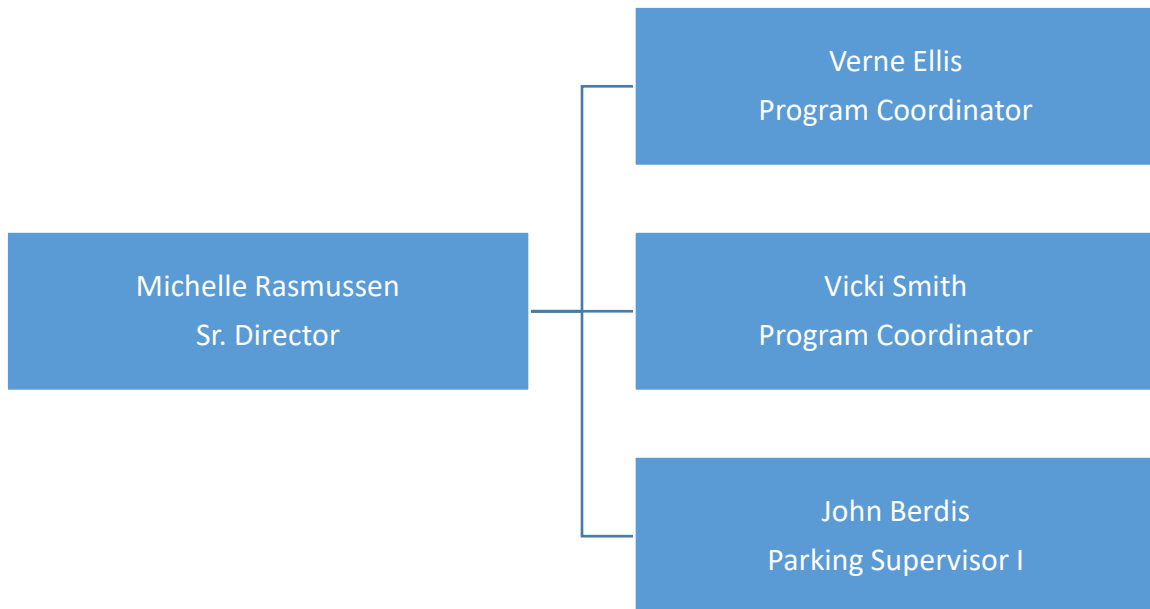 Michelle Rasmussen
Sr. Director
Verne Ellis
Program Coordinator
Vicki Smith
Program Coordinator
John Berdis
Parking Supervisor I